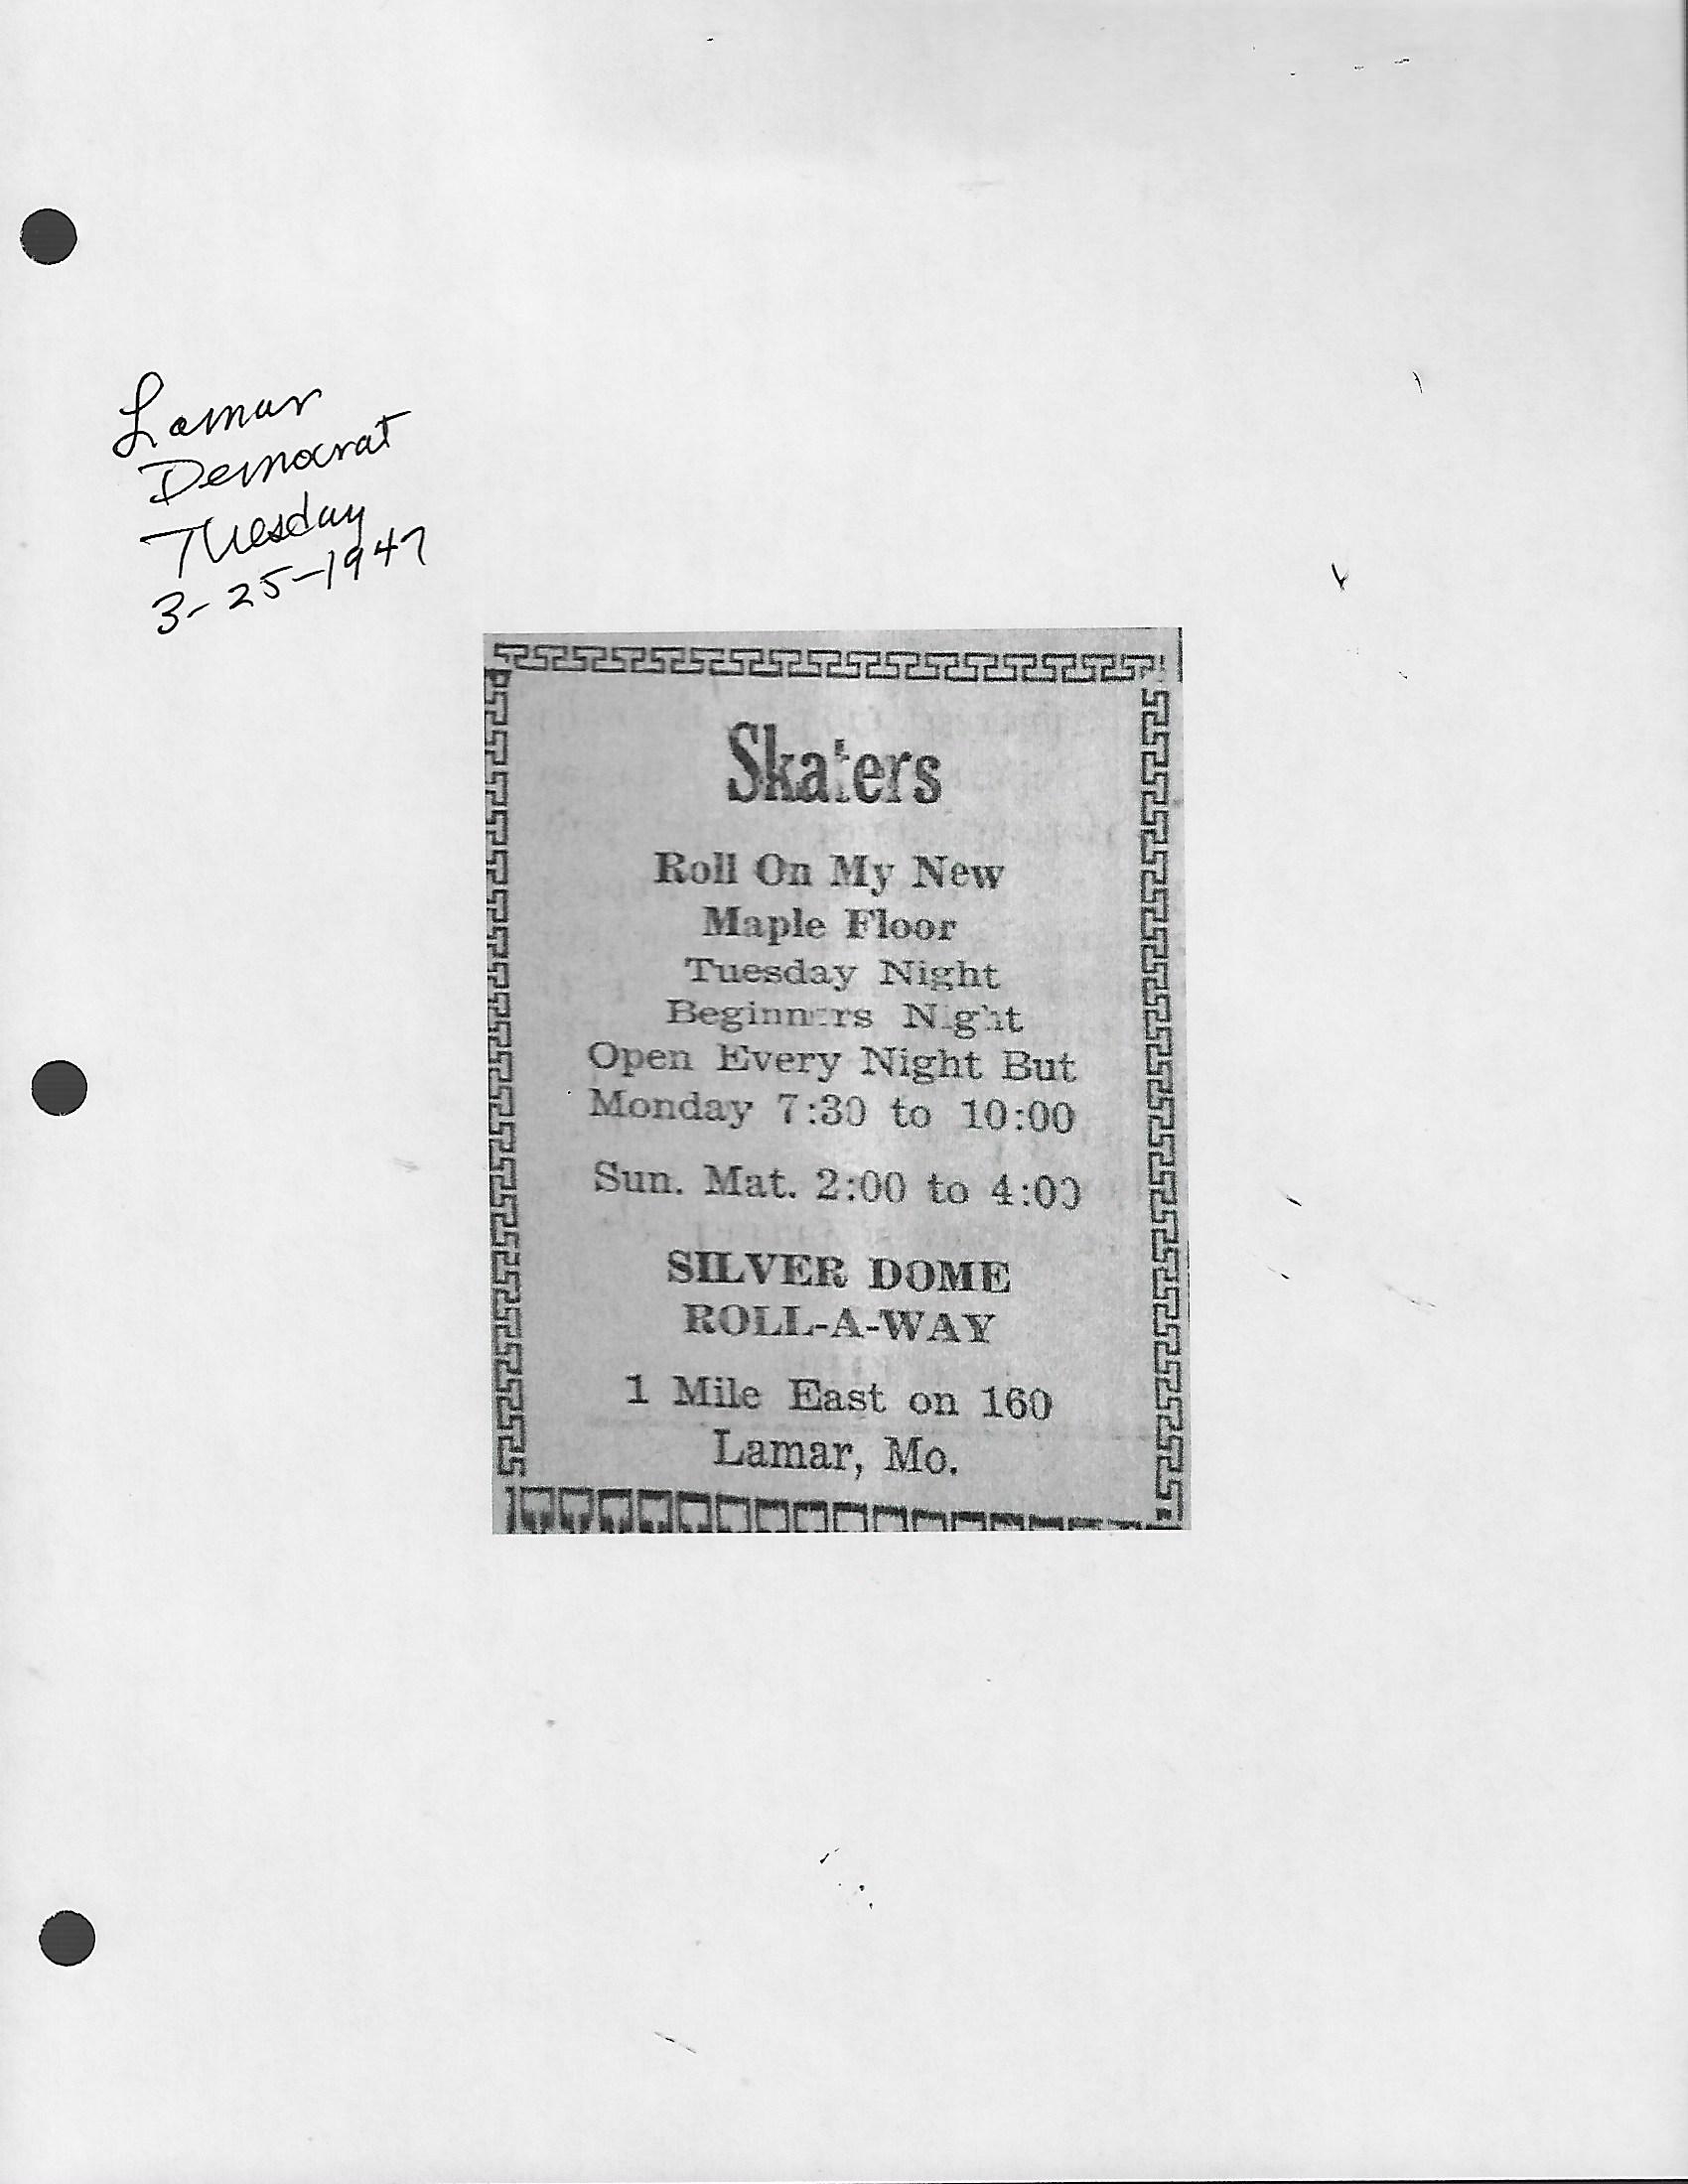 Lamar
Democrat
Tuesday
3-25-1947
Skaters
Roll On My New
Maple Floor
Tuesday Night
Beginners Night
Open Every Night But
Monday 7:30 to 10:00
Sun. Mat. 2:00 to 4:00
SILVER DOME
ROLL-A-WAY
1 Mile East on 160
Lamar, Mo.